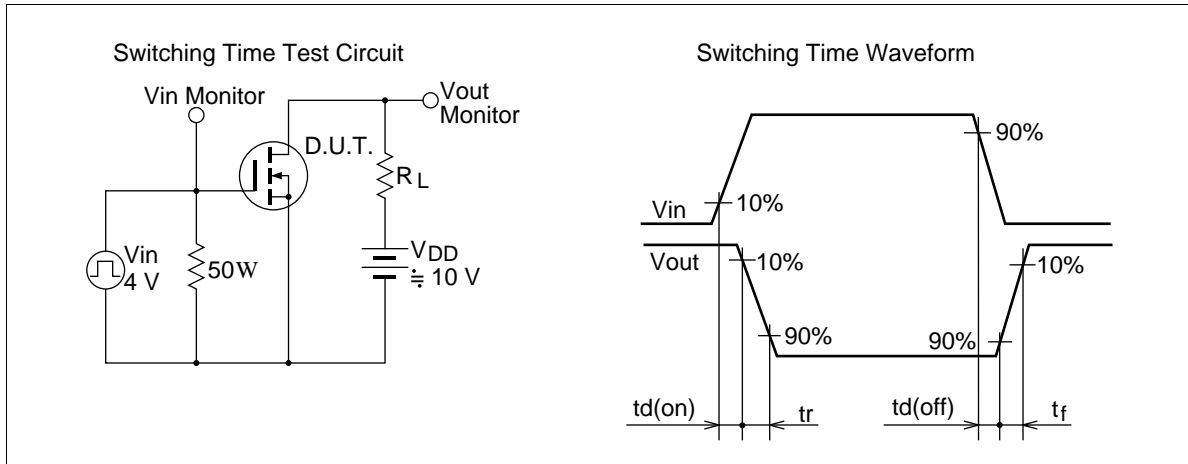 Switching Time Test Circuit
Vin Monitor
Vout
Monitor
D.U.T.
RL
Vin
4 V
50W
VDD
≒ 10 V
Switching Time Waveform
Vin
10%
90%
Vout
10%
90%
90%
10%
td(on)
tr
td(off)
tf